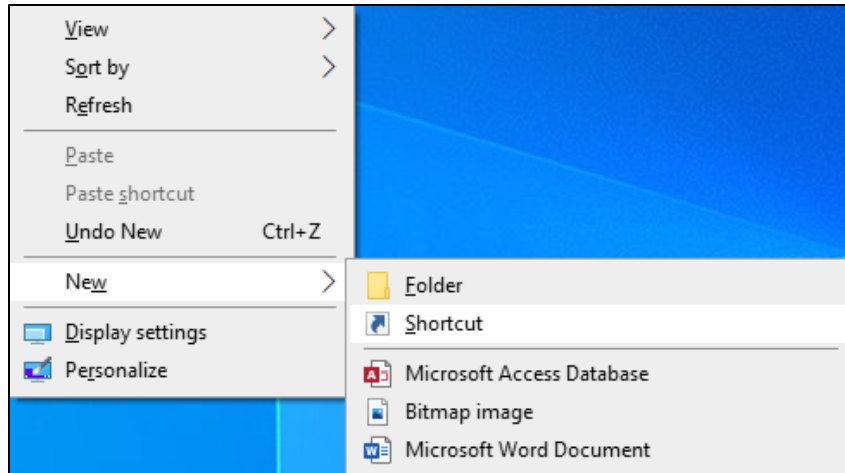 View
Sort by
Refresh
Paste
Paste shortcut
Undo New Ctrl+Z
New
Display settings
Personalize
Folder
Shortcut
Microsoft Access Database
Bitmap image
Microsoft Word Document